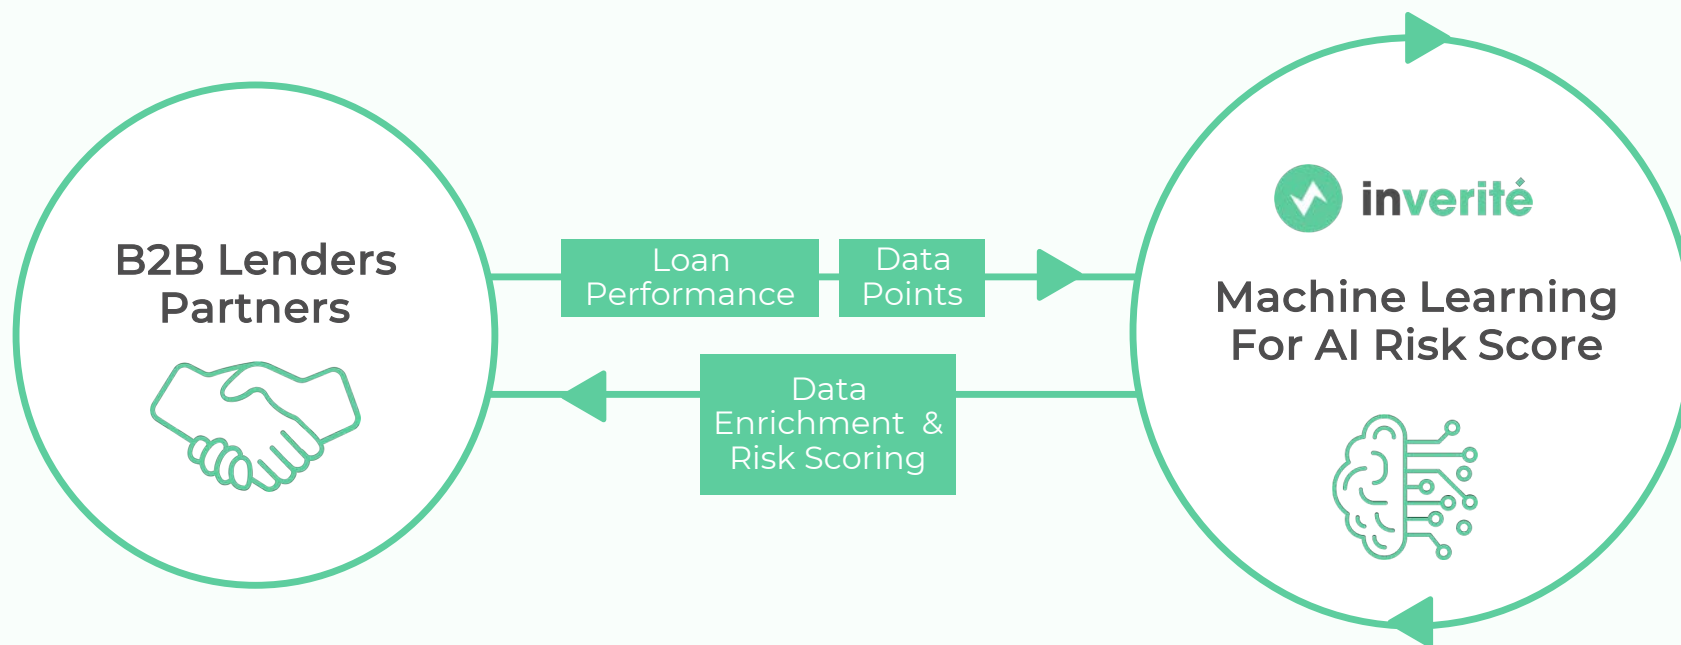 B2B Lenders
Partners
Loan
Performance
Data
Points
Data
Enrichment &
Risk Scoring
inverité
Machine Learning
For AI Risk Score